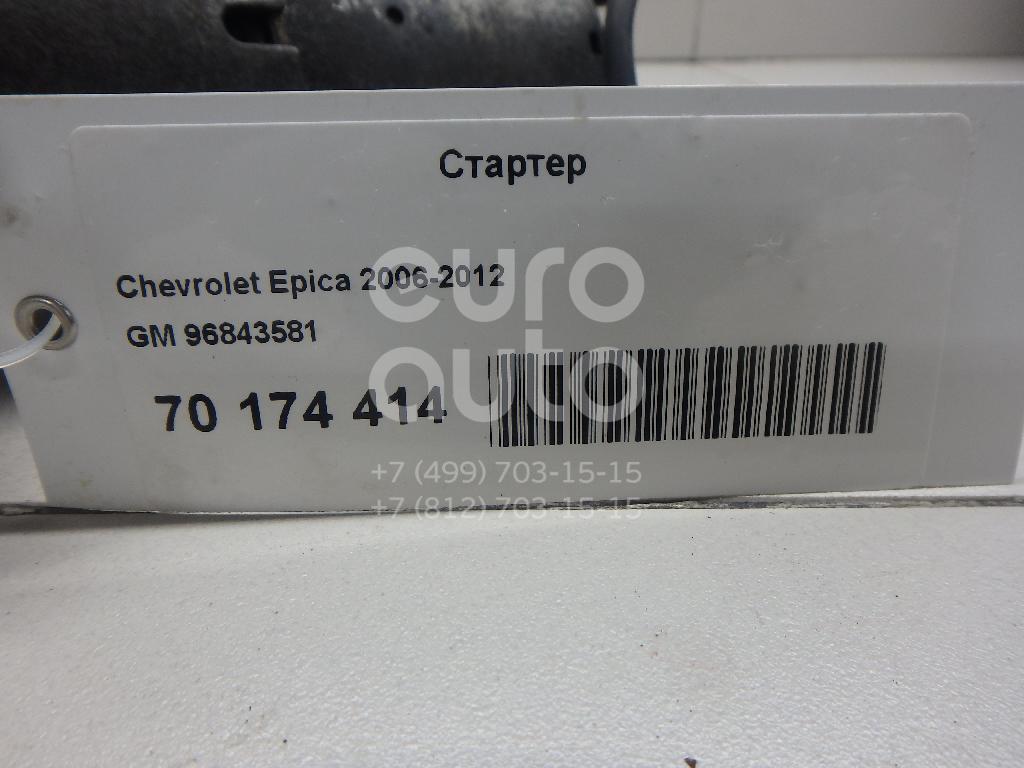 Стартер
Chevrolet Epica 2006-2012
GM 96843581
70 174 414
euro
auto
+7 (499) 703-15-15
+7 (812) 703-15-15